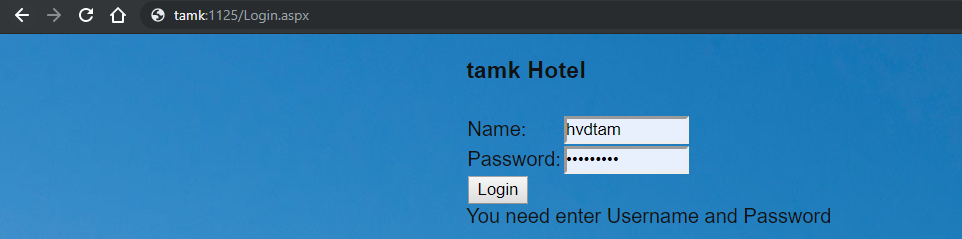 tamk:1125/Login.aspx
tamk Hotel
Name: hvdtam
Password: •••••••••
Login
You need enter Username and Password